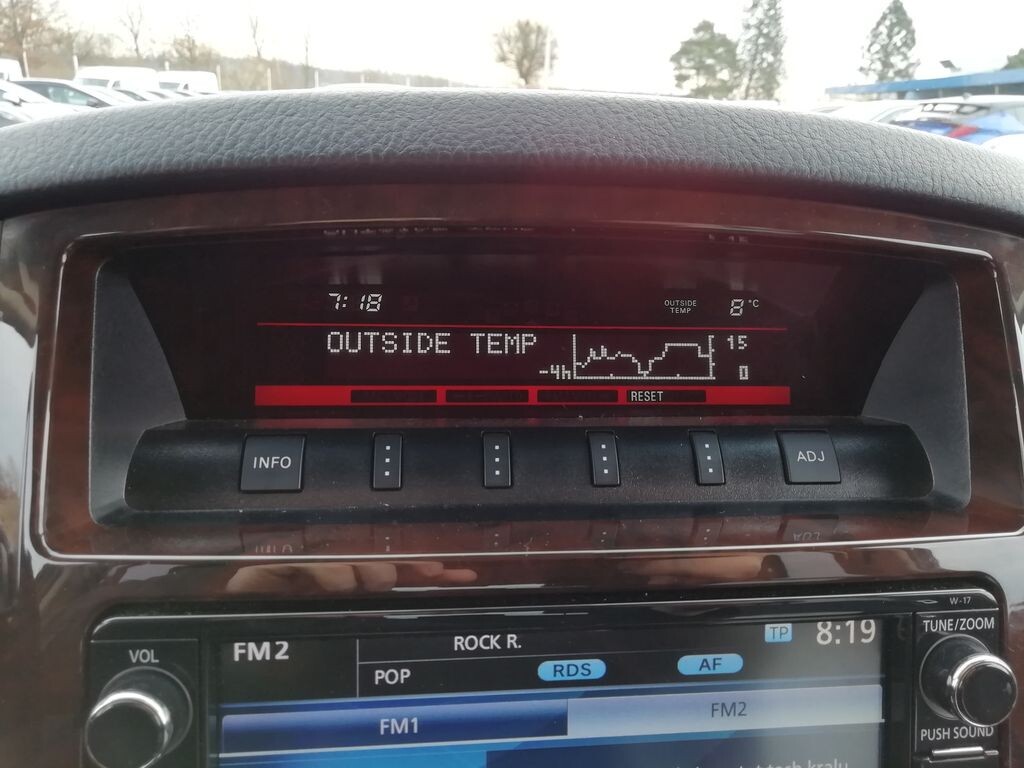 7:18 OUTSIDE TEMP 8°C
OUTSIDE TEMP 15
-4h 0
RESET
INFO ADJ
W-17
VOL FM2 ROCK R. TP 8:19 TUNE/ZOOM
POP RDS AF
FM1 FM2
PUSH SOUND